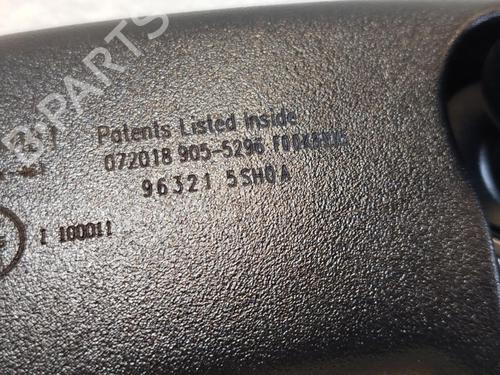 Patents Listed Inside
072018 905-5296
96321 5SH0A
I 100011
B-PARTS